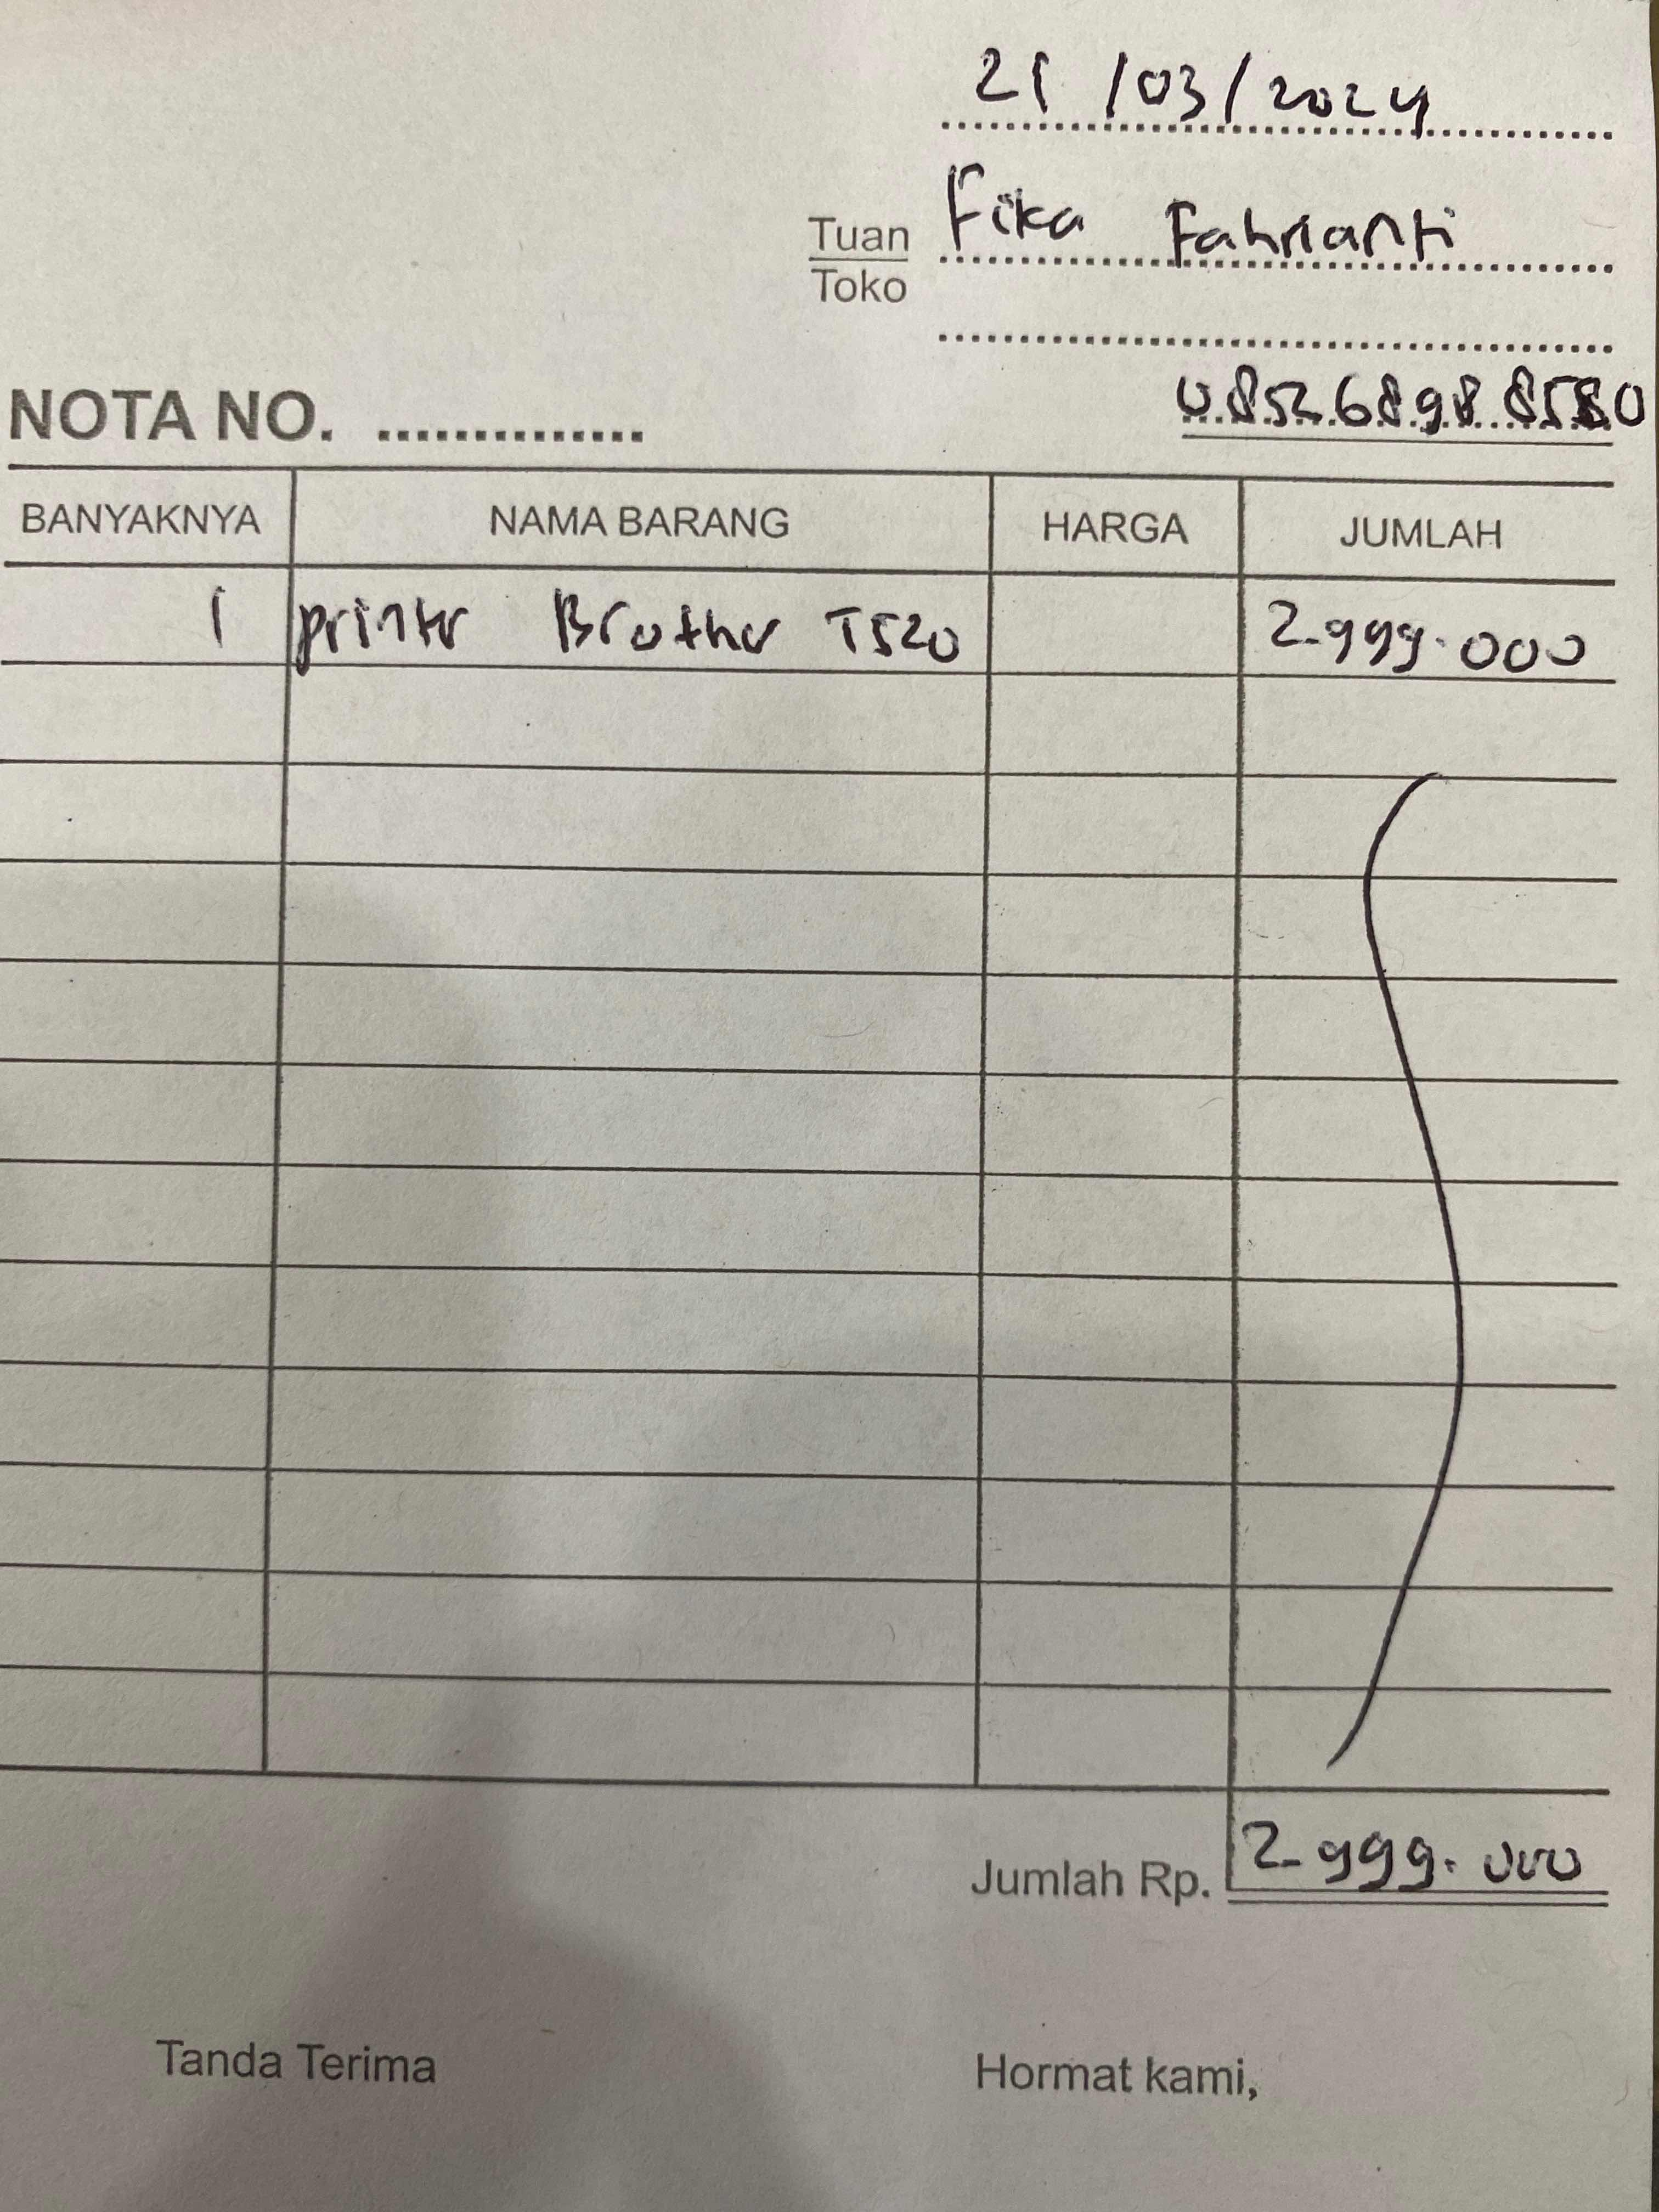 21/03/2024
Tuan Fika Fahrianti
Toko
NOTA NO. ............... 085268988580
BANYAKNYA NAMA BARANG HARGA JUMLAH
1 printer Brother T520 2.999.000
Jumlah Rp. 2.999.000
Tanda Terima Hormat kami,